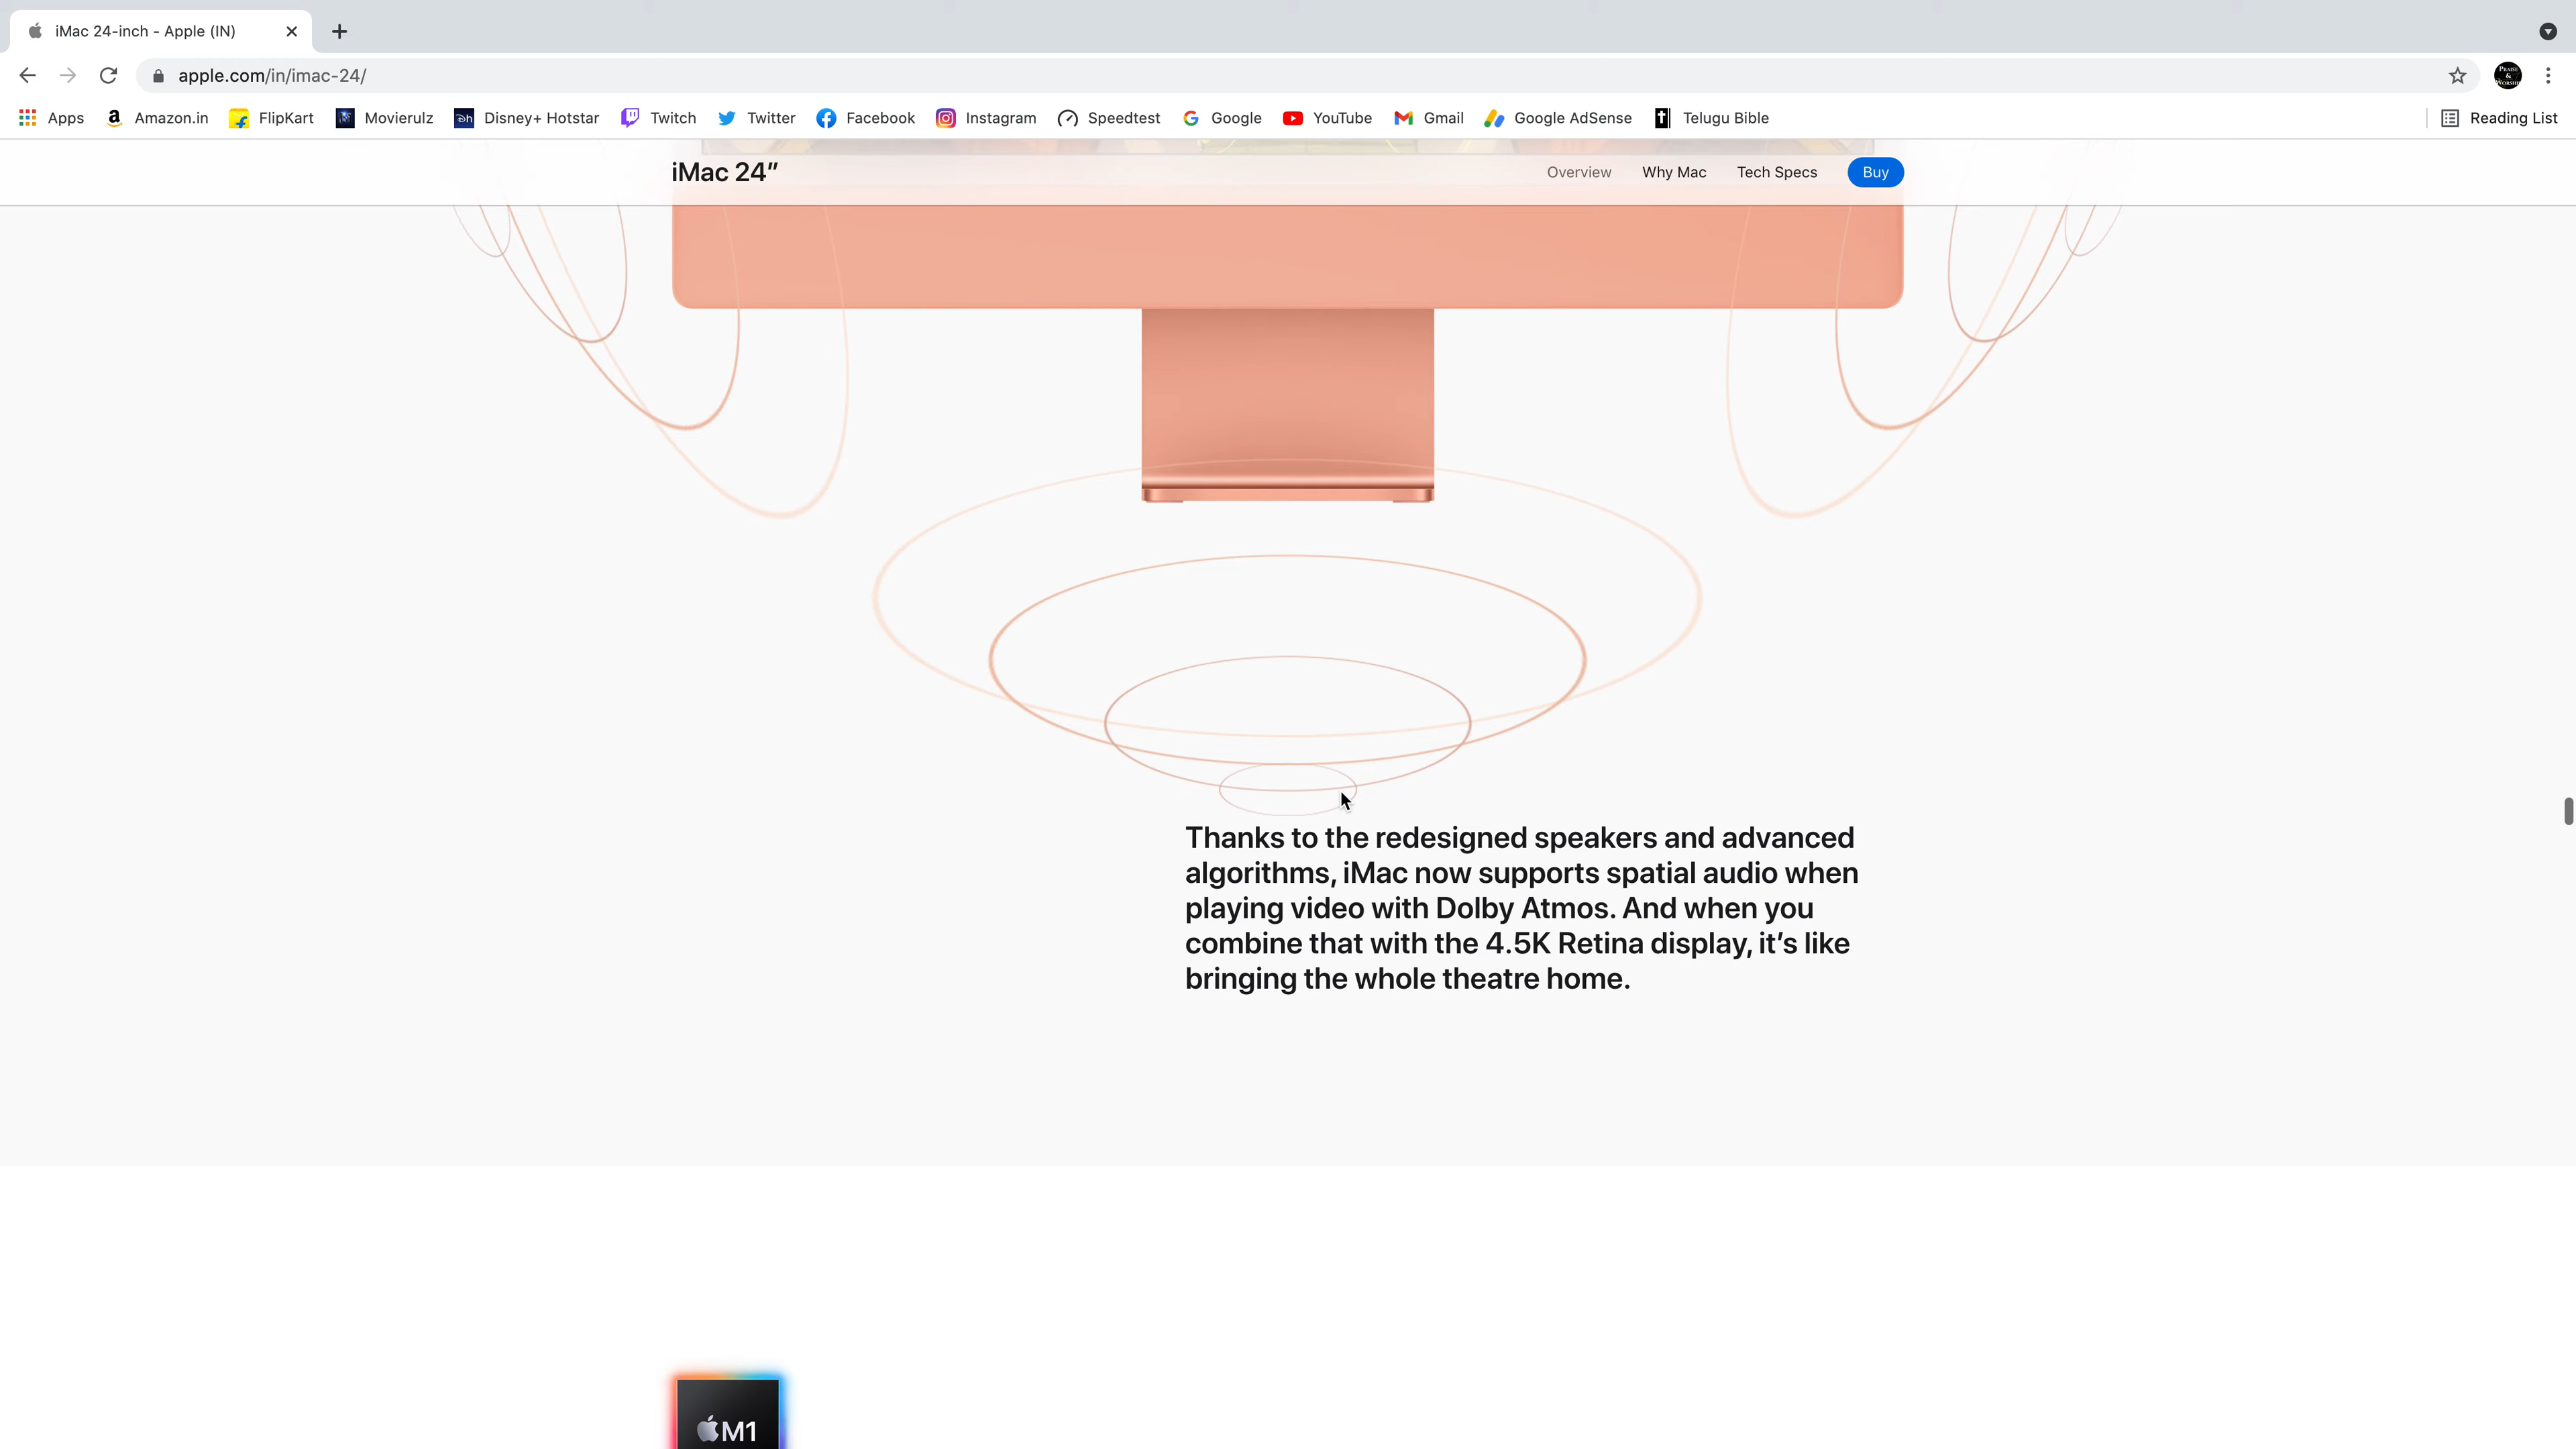 iMac 24-inch - Apple (IN)
apple.com/in/imac-24/
PRAISE
&
WORSHIP
Apps Amazon.in FlipKart Movierulz Disney+ Hotstar Twitch Twitter Facebook Instagram Speedtest Google YouTube Gmail Google AdSense Telugu Bible Reading List
iMac 24″ Overview Why Mac Tech Specs Buy
Thanks to the redesigned speakers and advanced
algorithms, iMac now supports spatial audio when
playing video with Dolby Atmos. And when you
combine that with the 4.5K Retina display, it’s like
bringing the whole theatre home.
M1